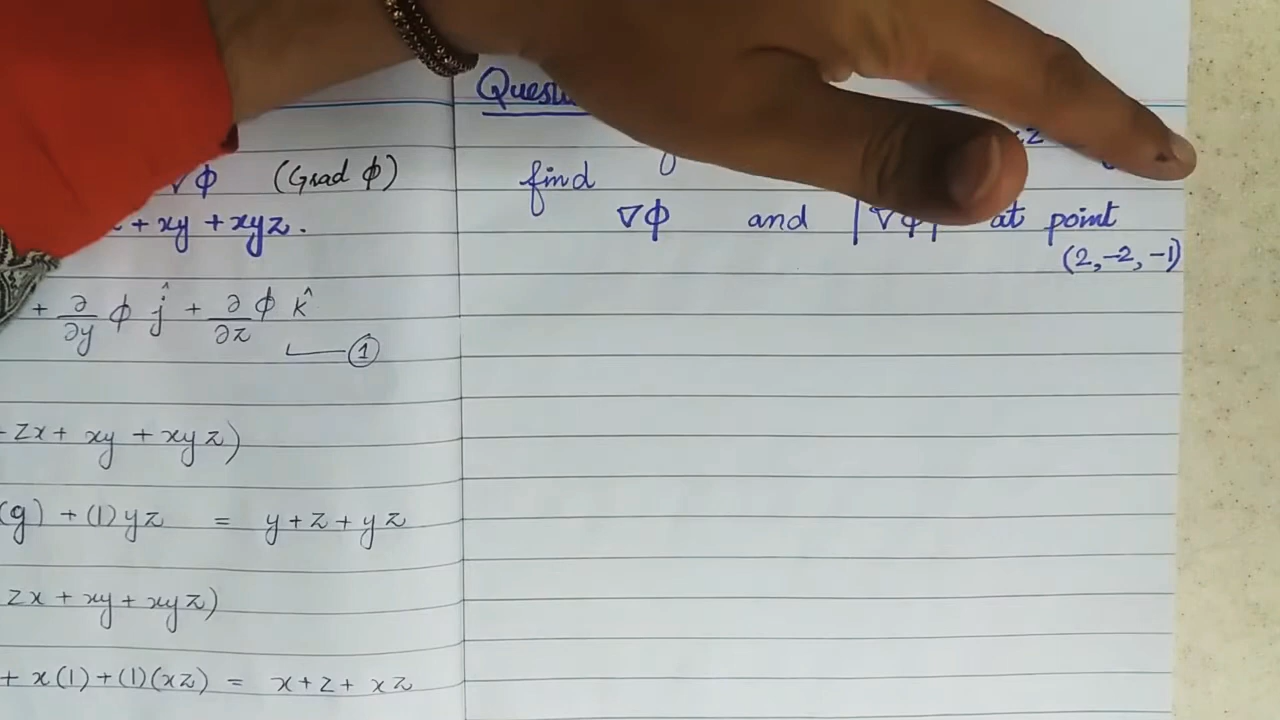 ∇ϕ (Grad ϕ)
+ xy + xyz.
+ ∂/∂y ϕ ĵ + ∂/∂z ϕ k̂
①
zx + xy + xyz)
(y) + (1) yz = y + z + yz
zx + xy + xyz)
+ x(1) + (1)(xz) = x + z + xz
find
∇ϕ and |∇ϕ| at point
(2, -2, -1)